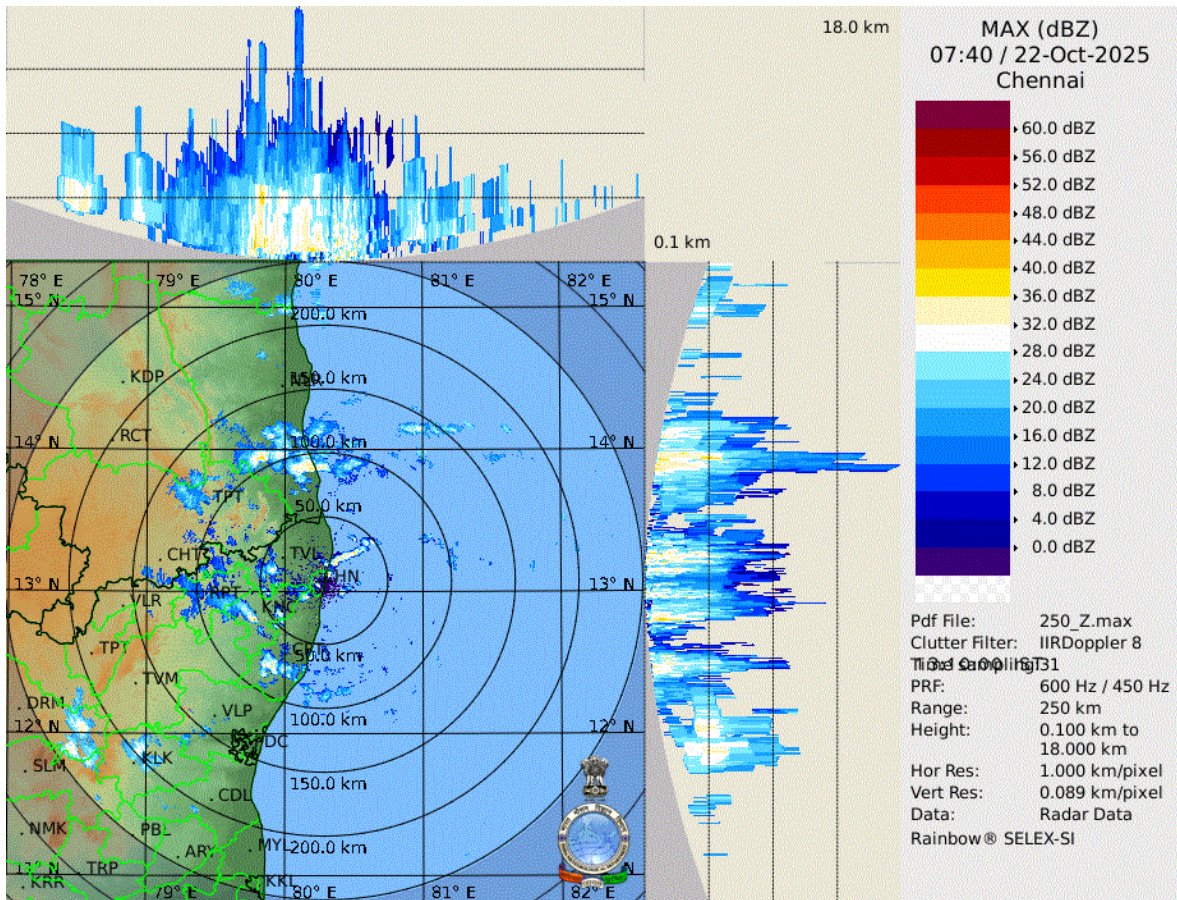 18.0 km
0.1 km
MAX (dBZ)
07:40 / 22-Oct-2025
Chennai
60.0 dBZ
56.0 dBZ
52.0 dBZ
48.0 dBZ
44.0 dBZ
40.0 dBZ
36.0 dBZ
32.0 dBZ
28.0 dBZ
24.0 dBZ
20.0 dBZ
16.0 dBZ
12.0 dBZ
8.0 dBZ
4.0 dBZ
0.0 dBZ
78° E 79° E 80° E 81° E 82° E
15° N 15° N
200.0 km
150.0 km
KDP
RCT
100.0 km
14° N 14° N
TPT
50.0 km
CHT
TVL
13° N 13° N
VLR
RPT
50.0 km
TVM
DRM
VLP
100.0 km
12° N 12° N
KLK
SLM
150.0 km
CDL
NMK
PBL
ARY
MYL
200.0 km
TRP
KRR
KKL
79° E 80° E 81° E 82° E
Pdf File: 250_Z.max
Clutter Filter: IIRDoppler 8
PRF: 600 Hz / 450 Hz
Range: 250 km
Height: 0.100 km to
18.000 km
Hor Res: 1.000 km/pixel
Vert Res: 0.089 km/pixel
Data: Radar Data
Rainbow® SELEX-SI